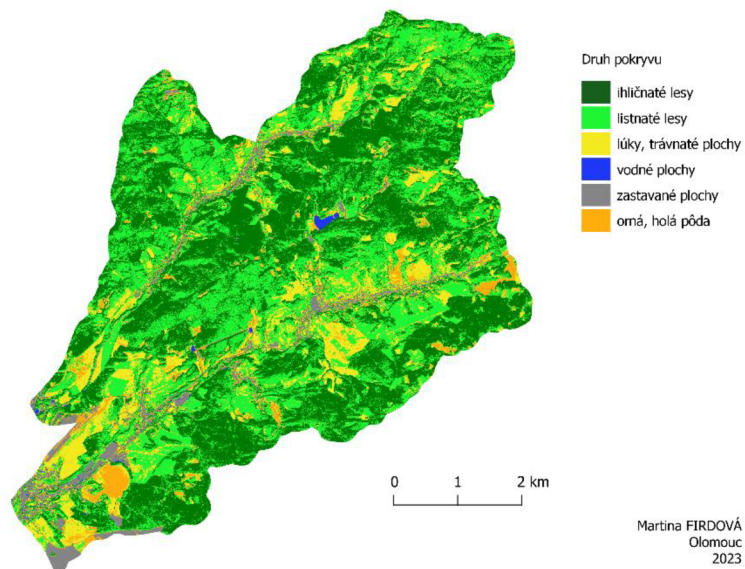 Druh pokryvu
ihličnaté lesy
listnaté lesy
lúky, trávnaté plochy
vodné plochy
zastavané plochy
orná, holá pôda
0 1 2 km
Martina FIRDOVÁ
Olomouc
2023